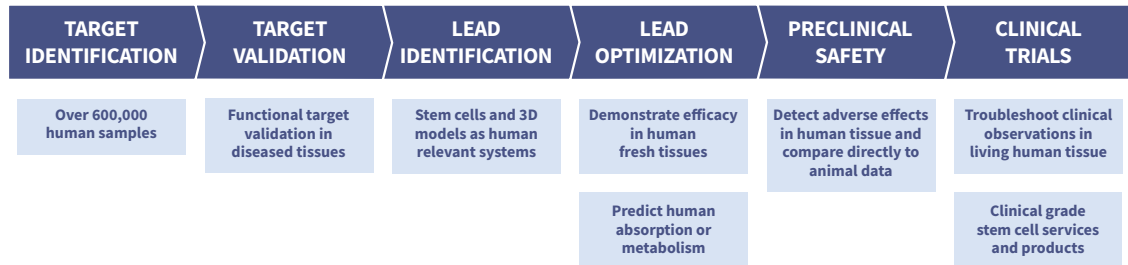 TARGET
IDENTIFICATION
TARGET
VALIDATION
LEAD
IDENTIFICATION
LEAD
OPTIMIZATION
PRECLINICAL
SAFETY
CLINICAL
TRIALS
Over 600,000
human samples
Functional target
validation in
diseased tissues
Stem cells and 3D
models as human
relevant systems
Demonstrate efficacy
in human
fresh tissues
Detect adverse effects
in human tissue and
compare directly to
animal data
Troubleshoot clinical
observations in
living human tissue
Predict human
absorption or
metabolism
Clinical grade
stem cell services
and products